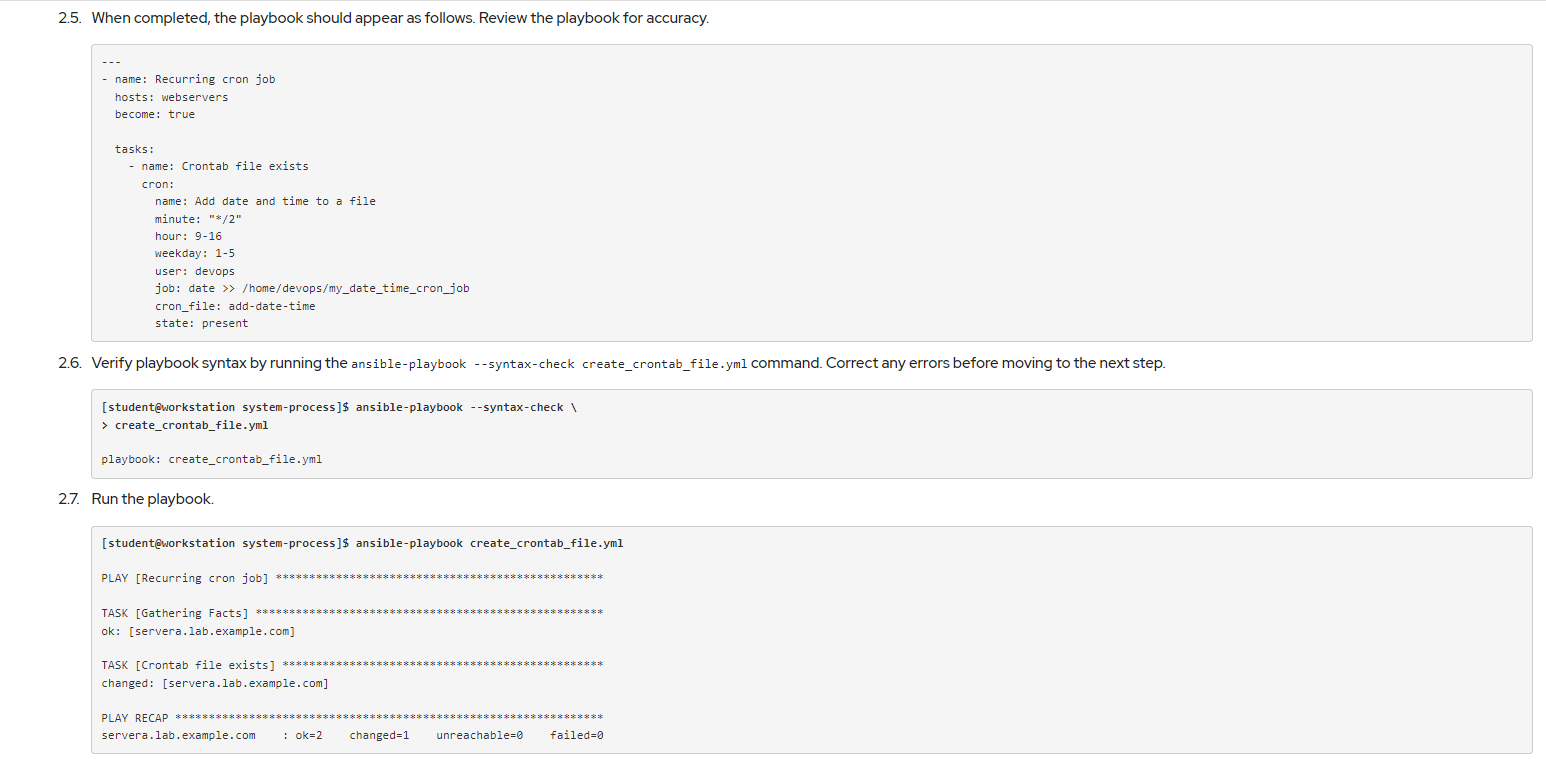 2.5. When completed, the playbook should appear as follows. Review the playbook for accuracy.
---
- name: Recurring cron job
  hosts: webservers
  become: true

  tasks:
    - name: Crontab file exists
      cron:
        name: Add date and time to a file
        minute: "*/2"
        hour: 9-16
        weekday: 1-5
        user: devops
        job: date >> /home/devops/my_date_time_cron_job
        cron_file: add-date-time
        state: present
2.6. Verify playbook syntax by running the ansible-playbook --syntax-check create_crontab_file.yml command. Correct any errors before moving to the next step.
[student@workstation system-process]$ ansible-playbook --syntax-check \
> create_crontab_file.yml

playbook: create_crontab_file.yml
2.7. Run the playbook.
[student@workstation system-process]$ ansible-playbook create_crontab_file.yml

PLAY [Recurring cron job] *************************************************

TASK [Gathering Facts] ****************************************************
ok: [servera.lab.example.com]

TASK [Crontab file exists] ************************************************
changed: [servera.lab.example.com]

PLAY RECAP ****************************************************************
servera.lab.example.com    : ok=2    changed=1    unreachable=0    failed=0